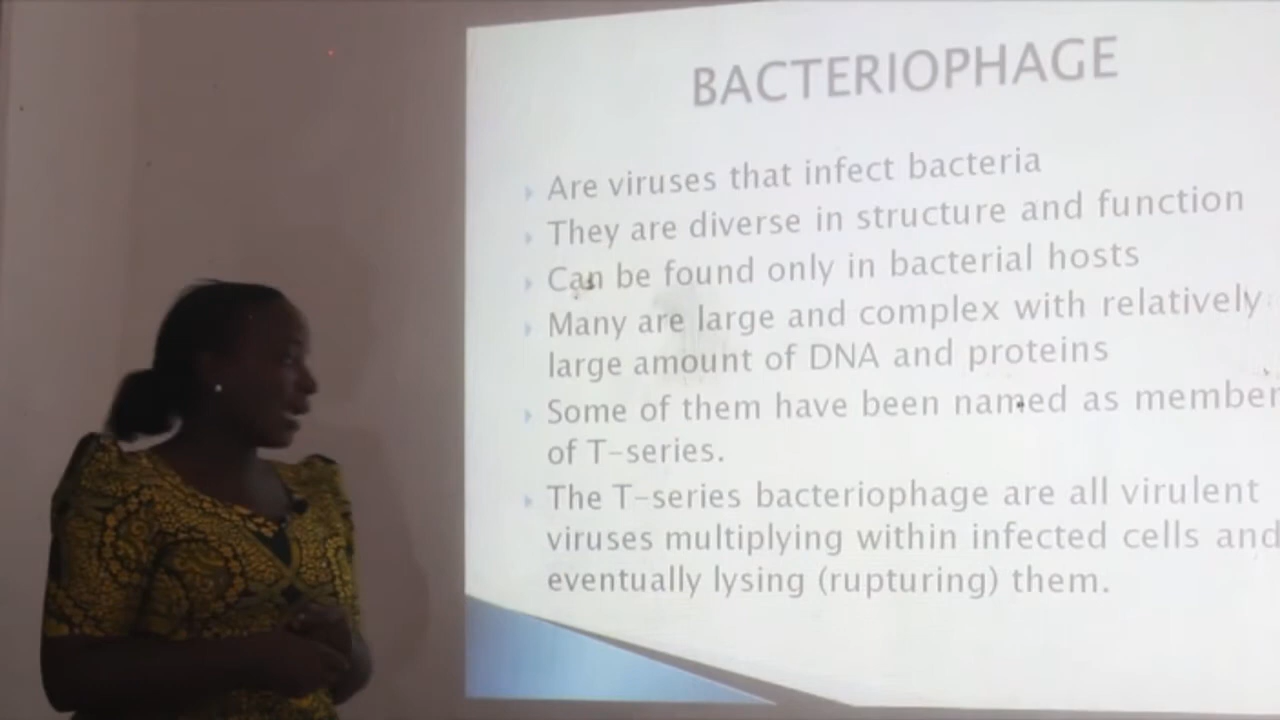 BACTERIOPHAGE
Are viruses that infect bacteria
They are diverse in structure and function
Can be found only in bacterial hosts
Many are large and complex with relatively
large amount of DNA and proteins
Some of them have been named as member
of T-series.
The T-series bacteriophage are all virulent
viruses multiplying within infected cells and
eventually lysing (rupturing) them.